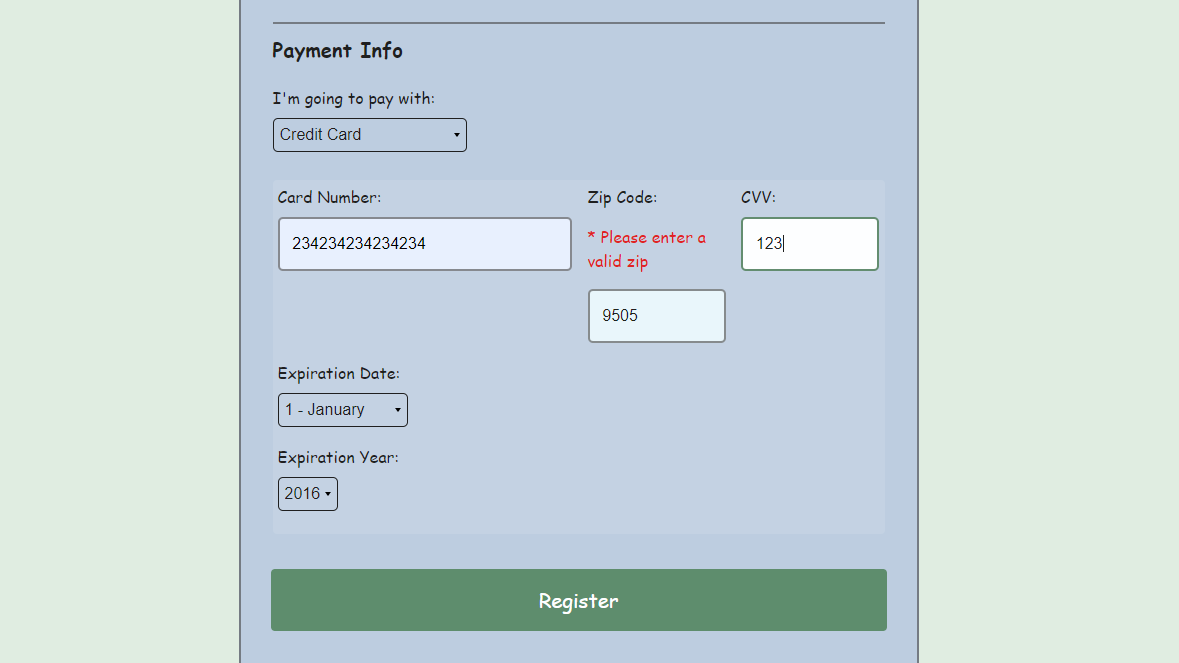 Payment Info
I'm going to pay with:
Credit Card
Card Number:
234234234234234
Zip Code:
* Please enter a
valid zip
9505
CVV:
123
Expiration Date:
1 - January
Expiration Year:
2016
Register